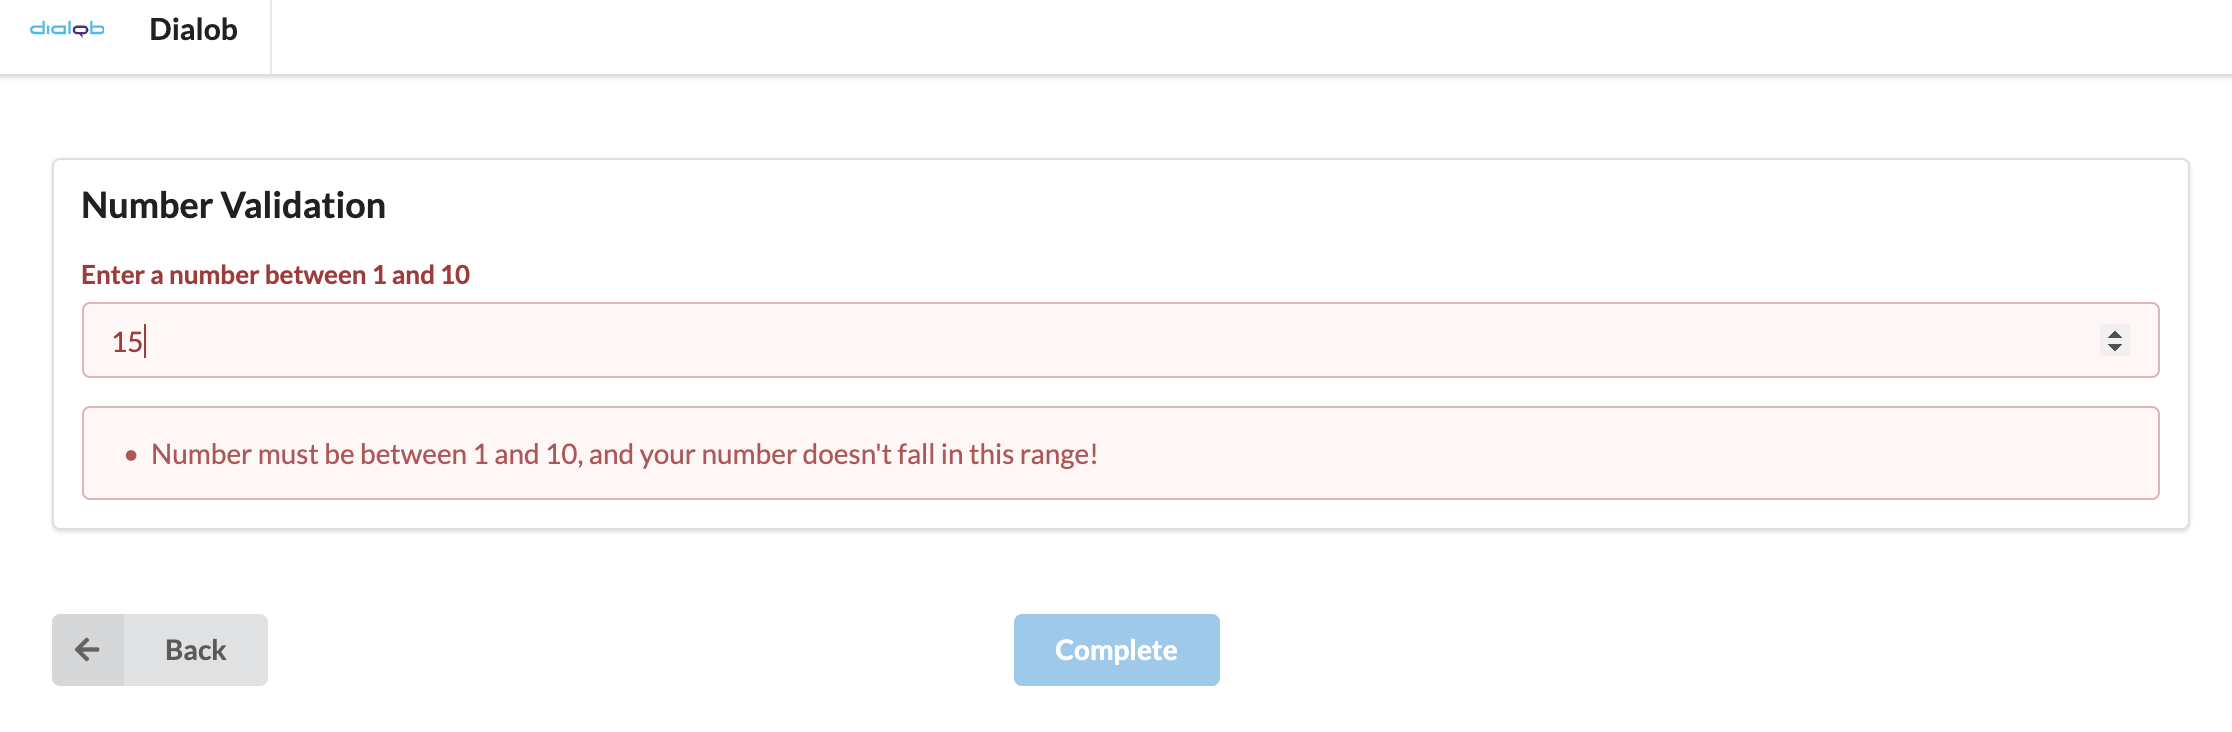 dialob Dialob
Number Validation
Enter a number between 1 and 10
15
• Number must be between 1 and 10, and your number doesn't fall in this range!
Back Complete